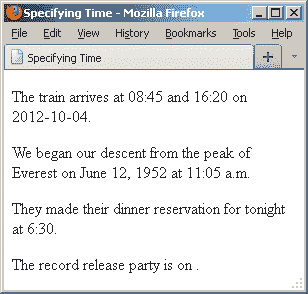 Specifying Time - Mozilla Firefox
File Edit View History Bookmarks Tools Help
Specifying Time
The train arrives at 08:45 and 16:20 on
2012-10-04.
We began our descent from the peak of
Everest on June 12, 1952 at 11:05 a.m.
They made their dinner reservation for tonight
at 6:30.
The record release party is on .